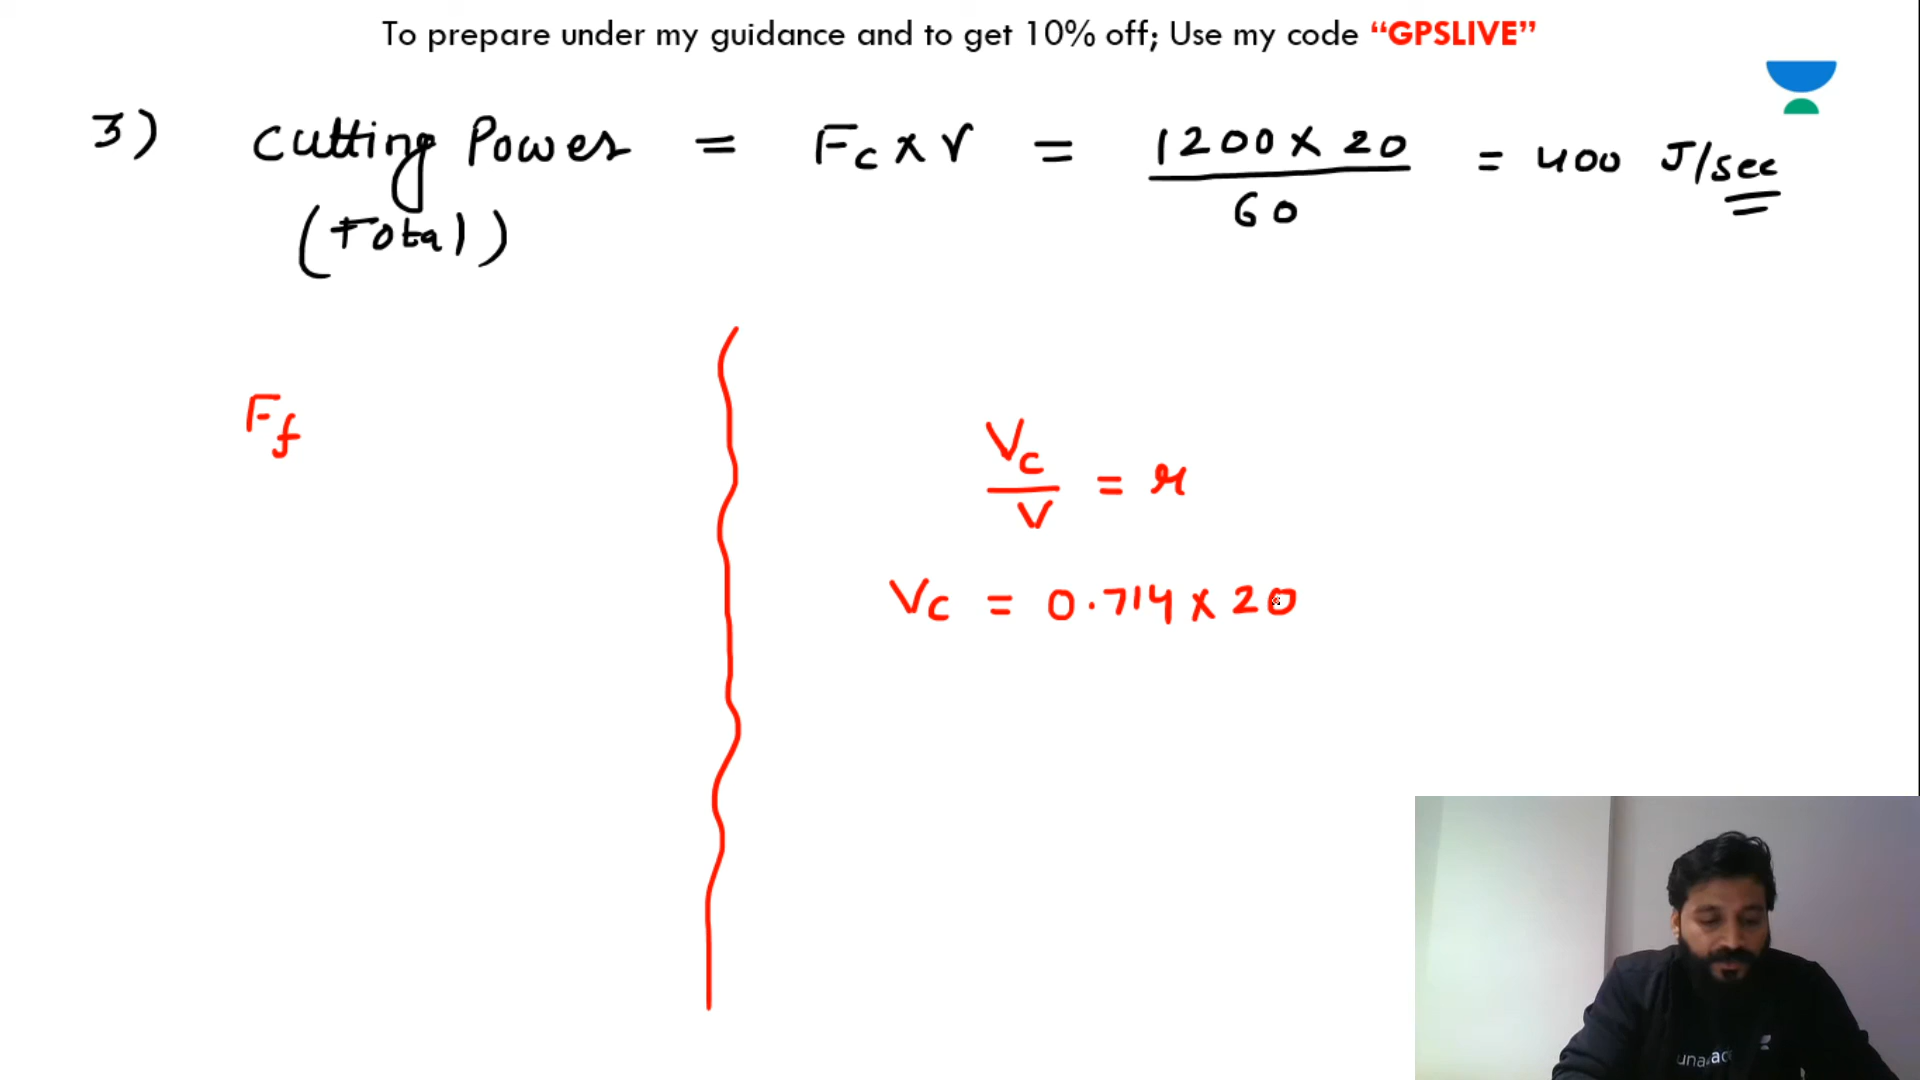 To prepare under my guidance and to get 10% off; Use my code “GPSLIVE”
3) Cutting Power = Fc x V = 1200 x 20 / 60 = 400 J/sec
(Total)
Ff
Vc / V = r
Vc = 0.714 x 20